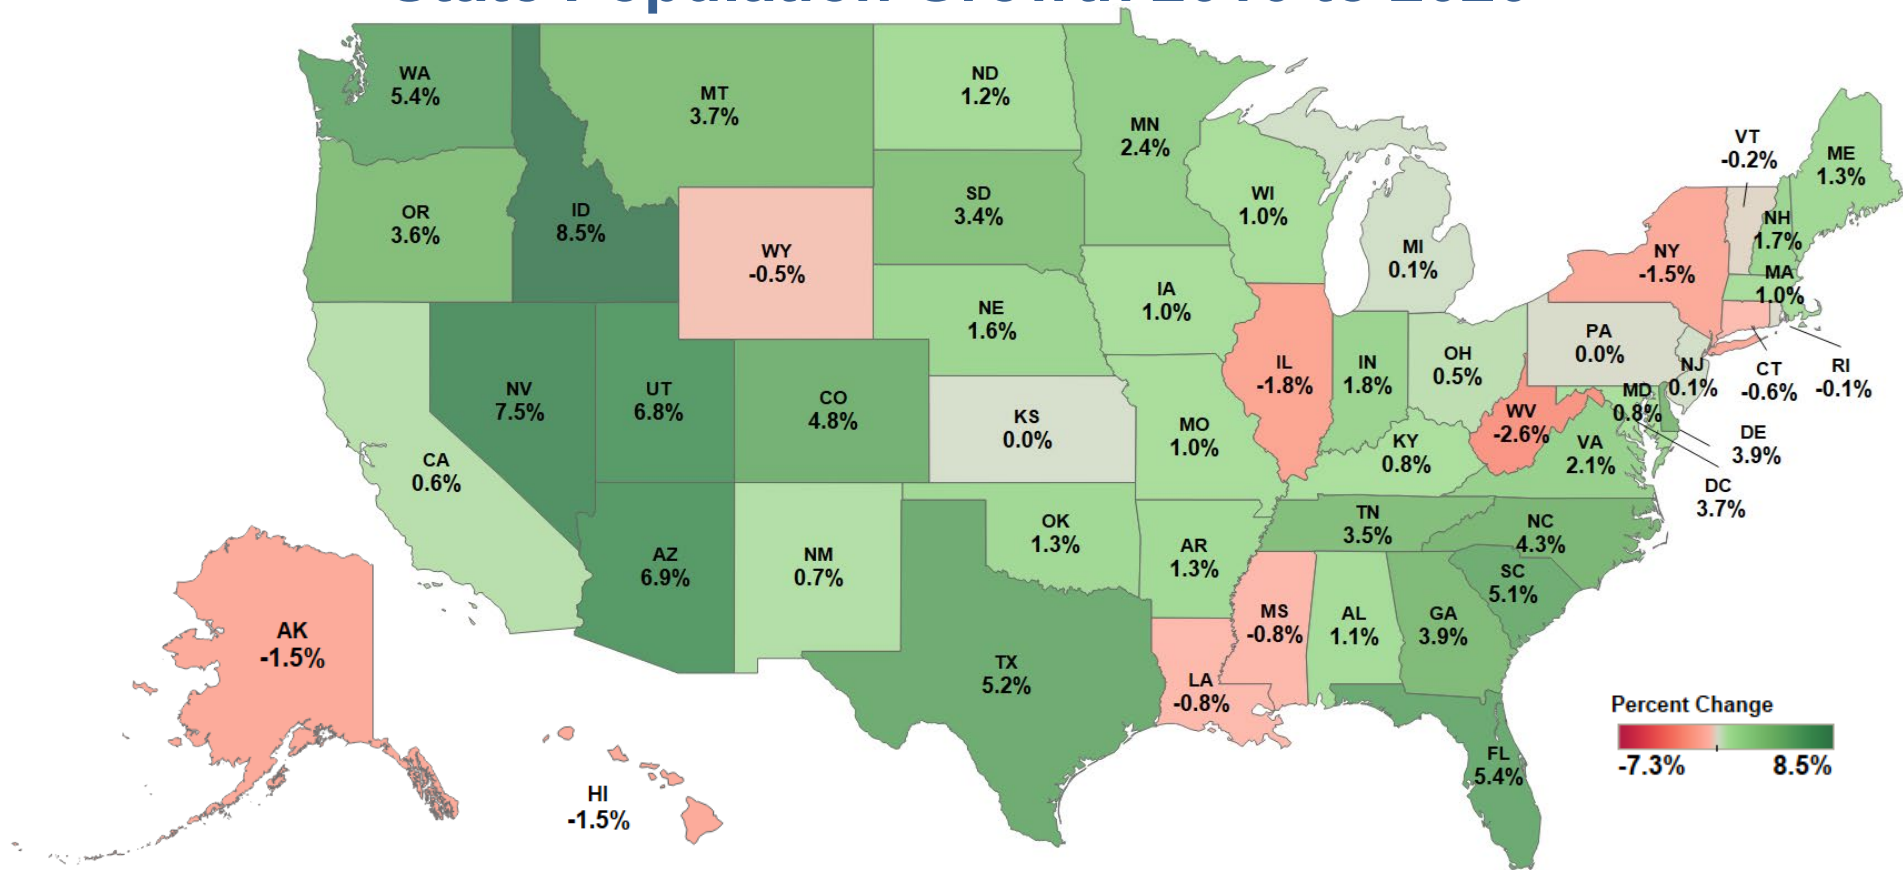 State Population Growth 2016 to 2020
WA
5.4%
MT
3.7%
ND
1.2%
MN
2.4%
VT
-0.2%
ME
1.3%
OR
3.6%
ID
8.5%
WY
-0.5%
SD
3.4%
WI
1.0%
MI
0.1%
NY
-1.5%
NH
1.7%
MA
1.0%
NE
1.6%
IA
1.0%
PA
0.0%
NV
7.5%
UT
6.8%
CO
4.8%
KS
0.0%
MO
1.0%
IL
-1.8%
IN
1.8%
OH
0.5%
NJ
0.1%
CT
-0.6%
RI
-0.1%
MD
0.8%
WV
-2.6%
DE
3.9%
CA
0.6%
KY
0.8%
VA
2.1%
DC
3.7%
AZ
6.9%
NM
0.7%
OK
1.3%
AR
1.3%
TN
3.5%
NC
4.3%
SC
5.1%
AK
-1.5%
TX
5.2%
LA
-0.8%
MS
-0.8%
AL
1.1%
GA
3.9%
HI
-1.5%
FL
5.4%
Percent Change
-7.3% 8.5%